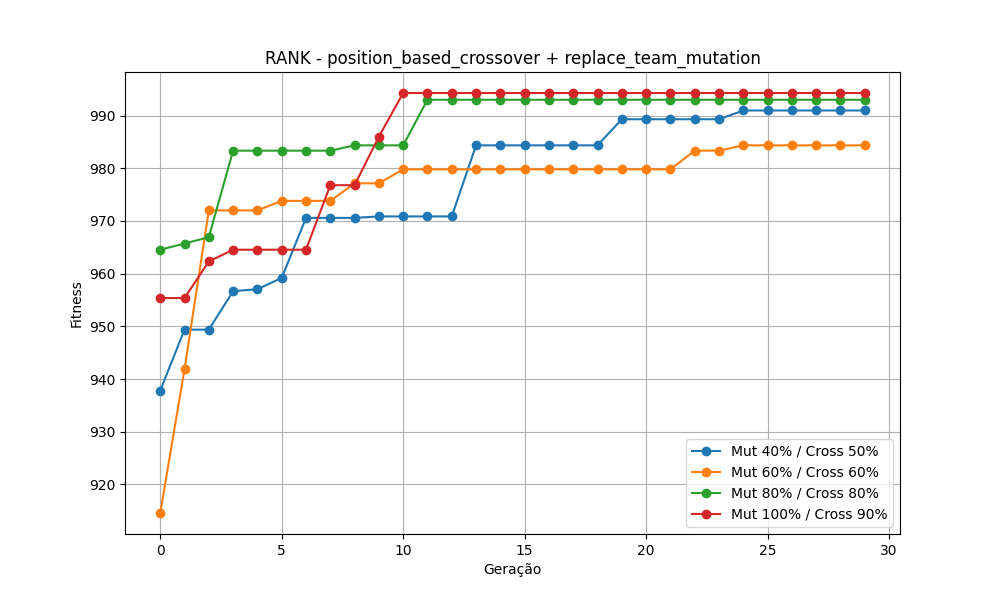 RANK - position_based_crossover + replace_team_mutation
Fitness
990
980
970
960
950
940
930
920
0 5 10 15 20 25 30
Geração
Mut 40% / Cross 50%
Mut 60% / Cross 60%
Mut 80% / Cross 80%
Mut 100% / Cross 90%